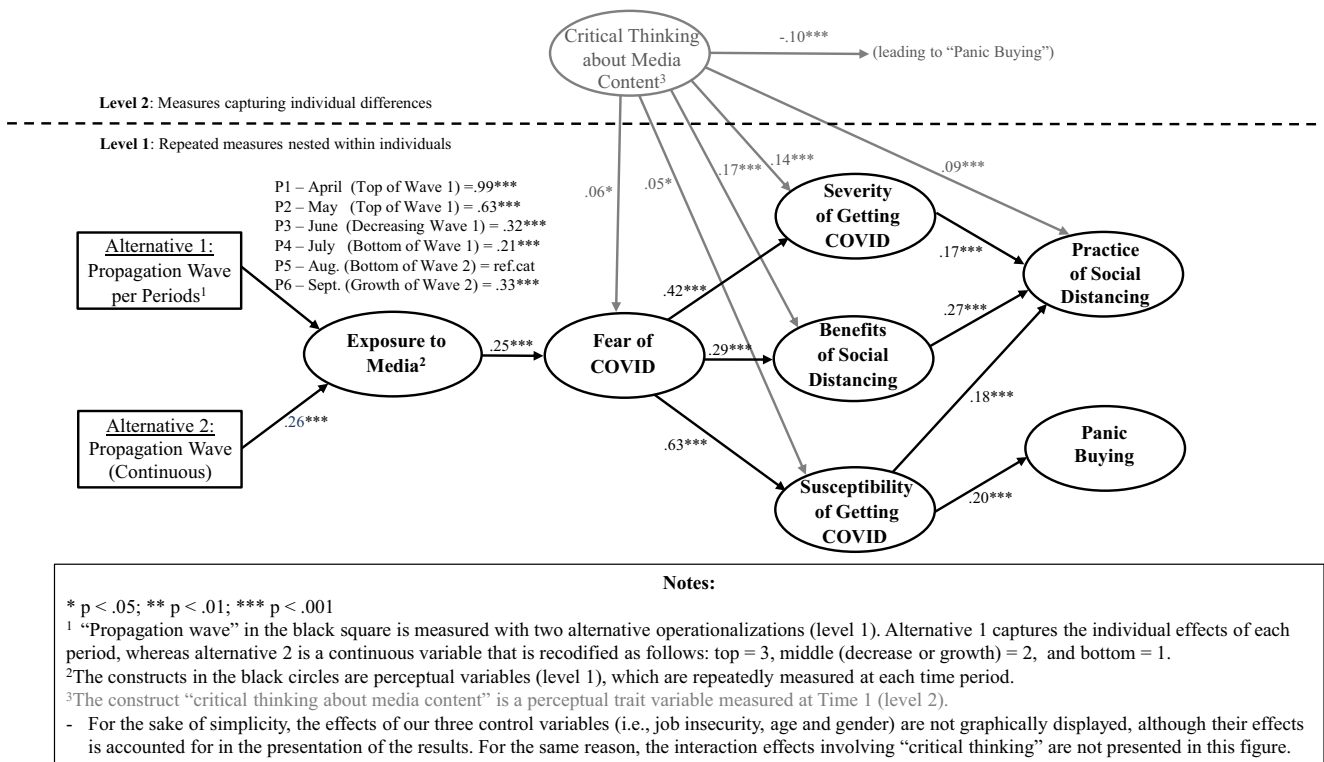 Critical Thinking
about Media
Content3
-.10***
(leading to “Panic Buying”)
Level 2: Measures capturing individual differences
Level 1: Repeated measures nested within individuals
P1 – April (Top of Wave 1) =.99***
P2 – May (Top of Wave 1) = .63***
P3 – June (Decreasing Wave 1) = .32***
P4 – July (Bottom of Wave 1) = .21***
P5 – Aug. (Bottom of Wave 2) = ref.cat
P6 – Sept. (Growth of Wave 2) = .33***
.06*
.05*
.17***
.14***
.09***
Alternative 1:
Propagation Wave
per Periods1
Alternative 2:
Propagation Wave
(Continuous)
.26***
Exposure to
Media2
.25***
Fear of
COVID
.42***
.29***
.63***
Severity
of Getting
COVID
Benefits
of Social
Distancing
Susceptibility
of Getting
COVID
.17***
.27***
.18***
.20***
Practice
of Social
Distancing
Panic
Buying
Notes:
* p < .05; ** p < .01; *** p < .001
1 “Propagation wave” in the black square is measured with two alternative operationalizations (level 1). Alternative 1 captures the individual effects of each
period, whereas alternative 2 is a continuous variable that is recodified as follows: top = 3, middle (decrease or growth) = 2, and bottom = 1.
2The constructs in the black circles are perceptual variables (level 1), which are repeatedly measured at each time period.
3The construct “critical thinking about media content” is a perceptual trait variable measured at Time 1 (level 2).
- For the sake of simplicity, the effects of our three control variables (i.e., job insecurity, age and gender) are not graphically displayed, although their effects
is accounted for in the presentation of the results. For the same reason, the interaction effects involving “critical thinking” are not presented in this figure.